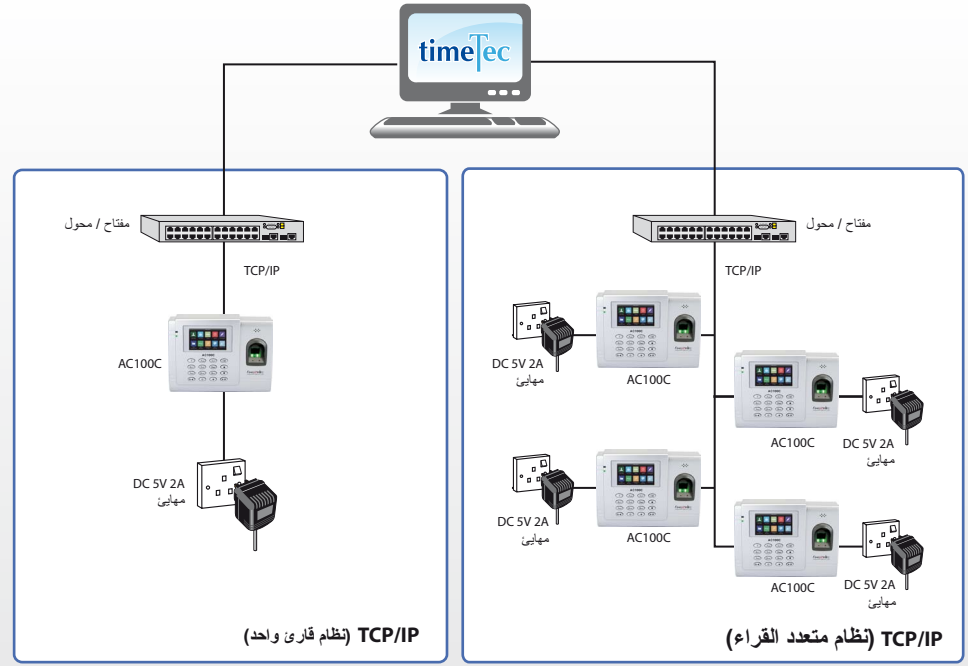 timeTec
مفتاح / محول
TCP/IP
AC100C
DC 5V 2A
مهايئ
TCP/IP (نظام قارئ واحد)
مفتاح / محول
TCP/IP
DC 5V 2A
مهايئ
AC100C
AC100C
DC 5V 2A
مهايئ
DC 5V 2A
مهايئ
AC100C
AC100C
DC 5V 2A
مهايئ
TCP/IP (نظام متعدد القراء)